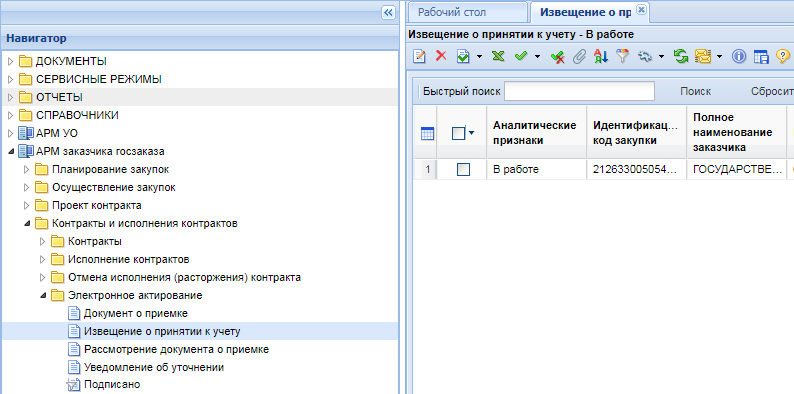 Навигатор
ДОКУМЕНТЫ
СЕРВИСНЫЕ РЕЖИМЫ
ОТЧЕТЫ
СПРАВОЧНИКИ
АРМ УО
АРМ заказчика госзаказа
Планирование закупок
Осуществление закупок
Проект контракта
Контракты и исполнения контрактов
Контракты
Исполнение контрактов
Отмена исполнения (расторжения) контракта
Электронное актирование
Документ о приемке
Извещение о принятии к учету
Рассмотрение документа о приемке
Уведомление об уточнении
Подписано
Рабочий стол
Извещение о пр
Извещение о принятии к учету - В работе
Быстрый поиск
Поиск
Сбросит
Аналитические признаки
Идентификац... код закупки
Полное наименование заказчика
1
В работе
212633005054...
ГОСУДАРСТВЕ...